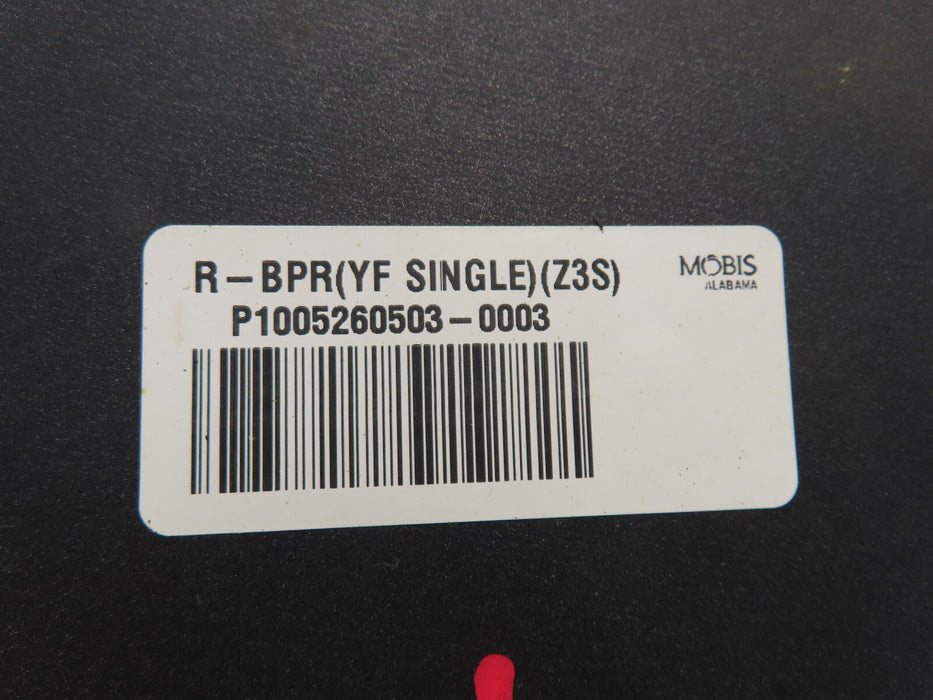 R-BPR(YF SINGLE)(Z3S)
MOBIS
ALABAMA
P1005260503-0003